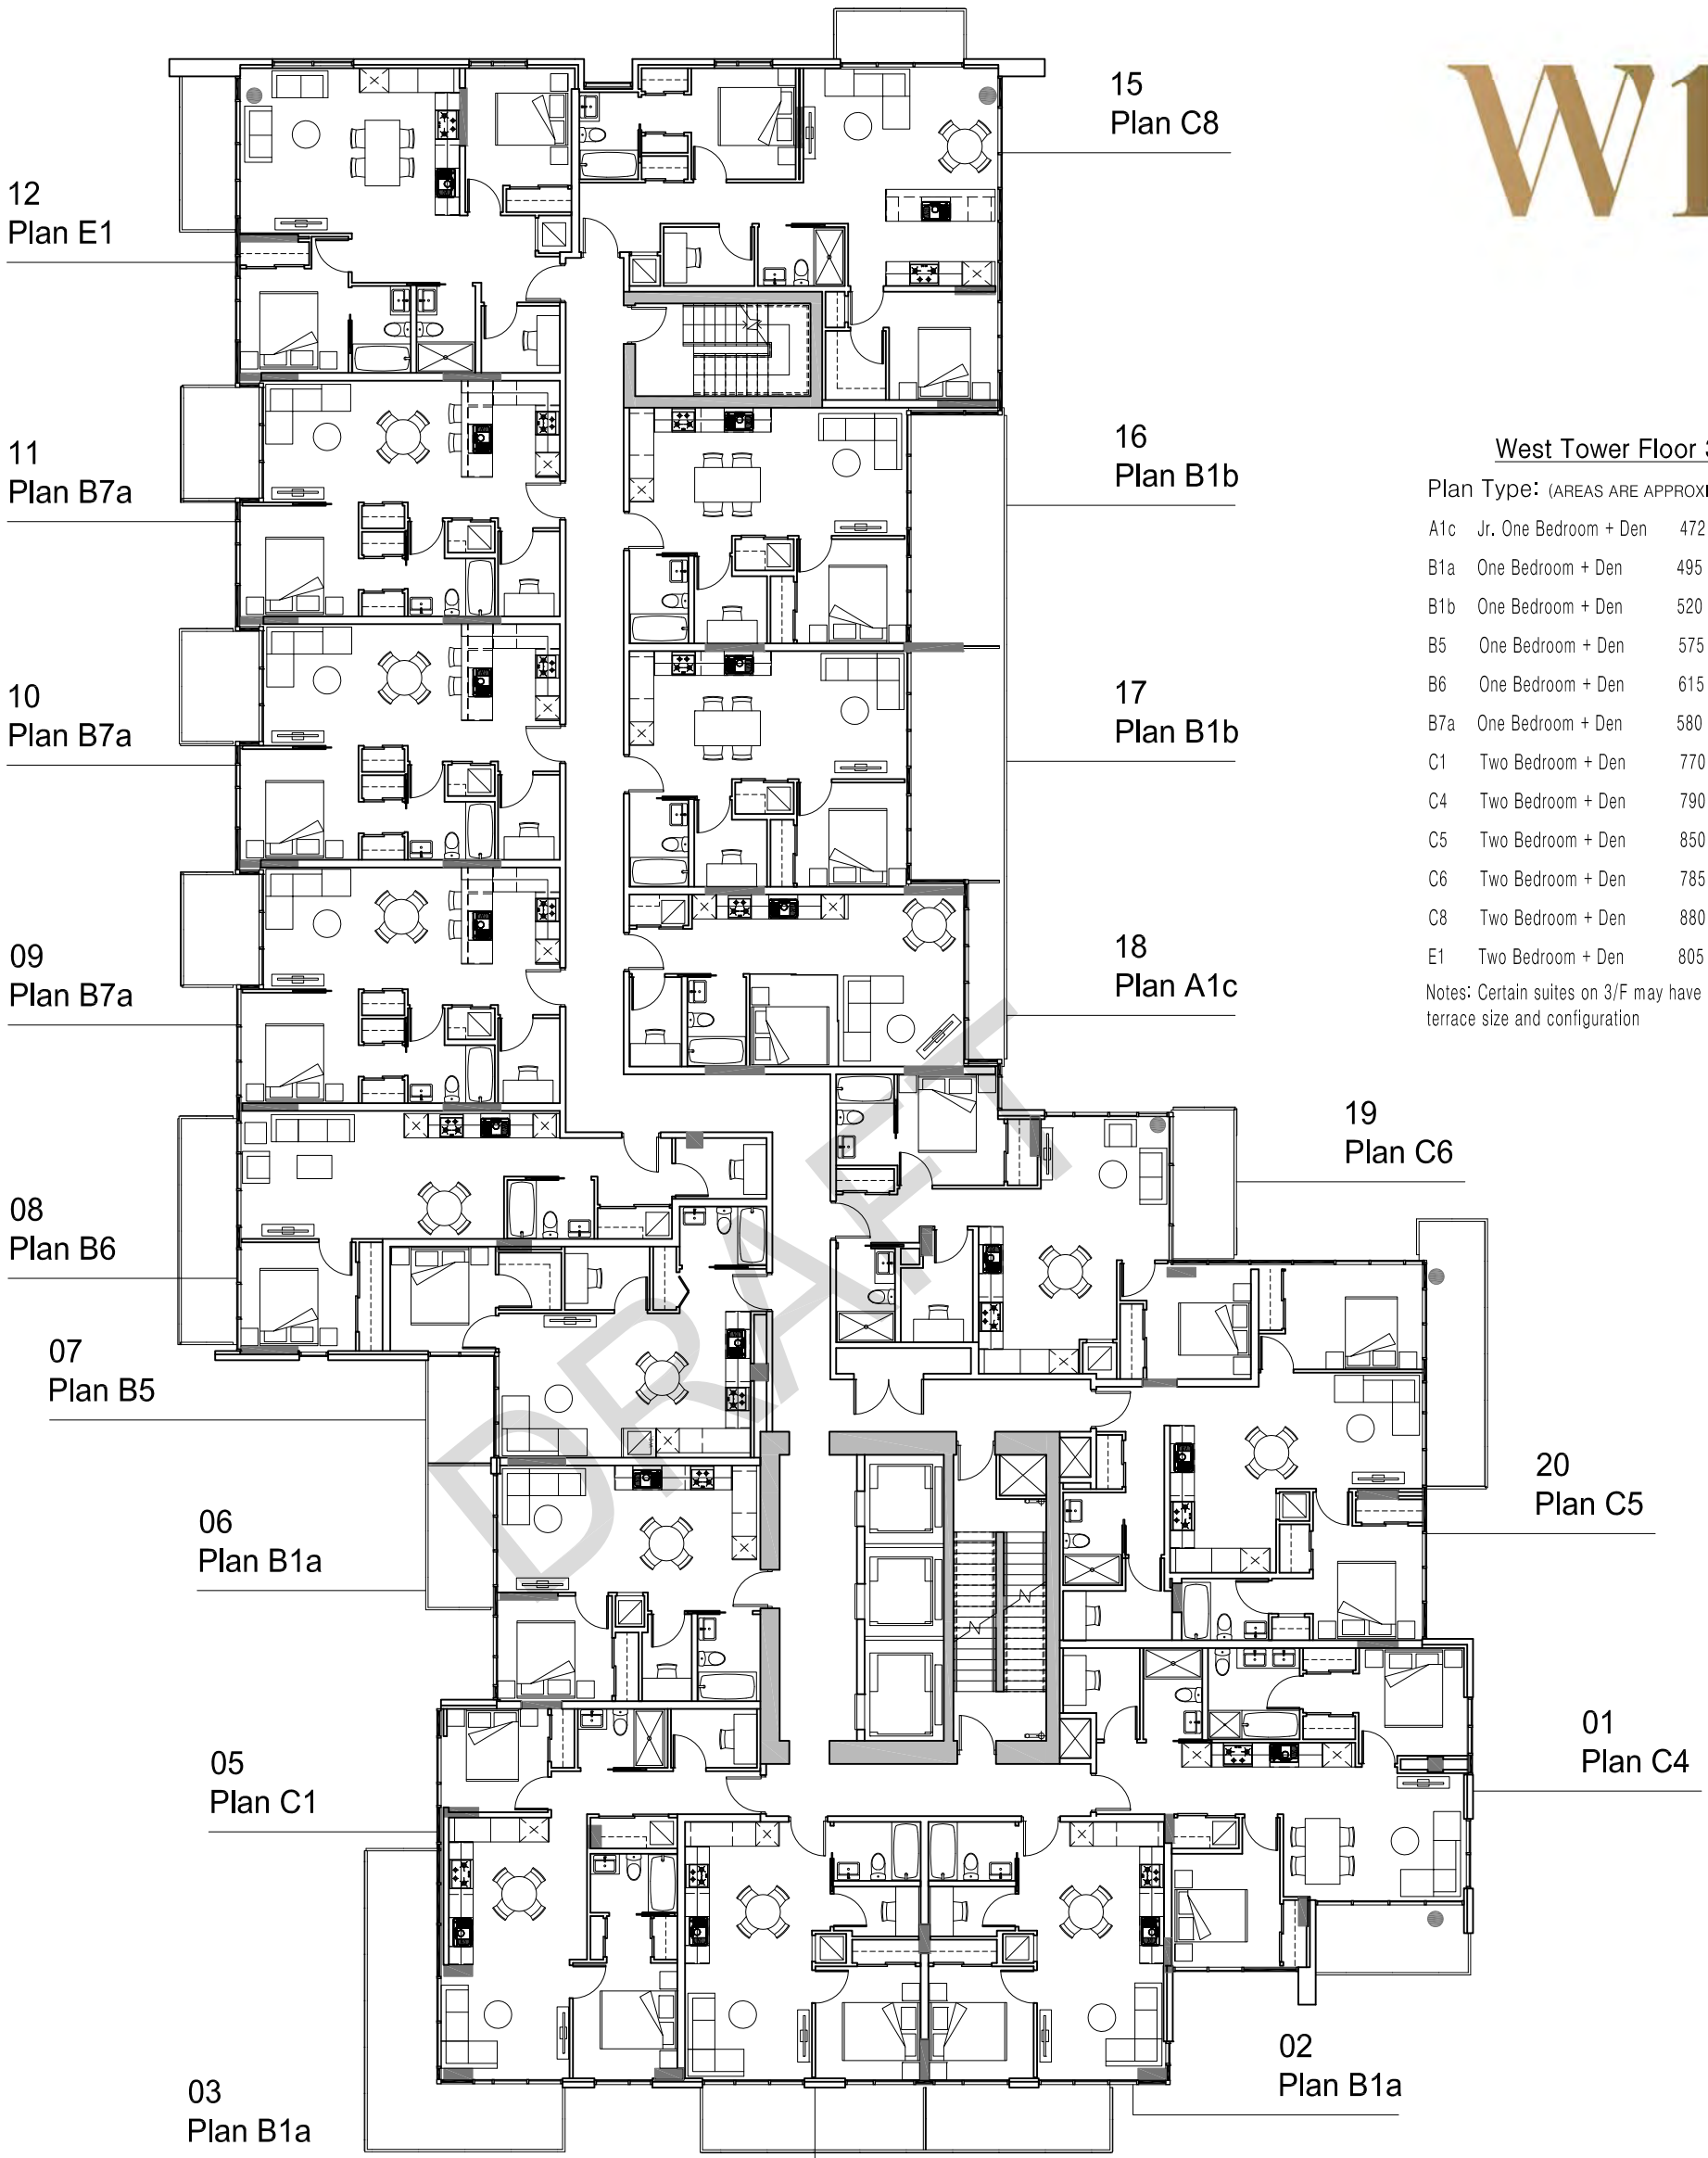 W1
15
Plan C8
12
Plan E1
11
Plan B7a
16
Plan B1b
West Tower Floor 3
Plan Type: (AREAS ARE
A1c Jr. One Bedroom + Den 472
B1a One Bedroom + Den 495
B1b One Bedroom + Den 520
B5 One Bedroom + Den 575
B6 One Bedroom + Den 615
B7a One Bedroom + Den 580
C1 Two Bedroom + Den 770
C4 Two Bedroom + Den 790
C5 Two Bedroom + Den 850
C6 Two Bedroom + Den 785
C8 Two Bedroom + Den 880
E1 Two Bedroom + Den 805
Notes: Certain suites on 3/F may have
terrace size and configuration
10
Plan B7a
17
Plan B1b
09
Plan B7a
18
Plan A1c
19
Plan C6
08
Plan B6
07
Plan B5
DRAFT
20
Plan C5
06
Plan B1a
01
Plan C4
05
Plan C1
02
Plan B1a
03
Plan B1a